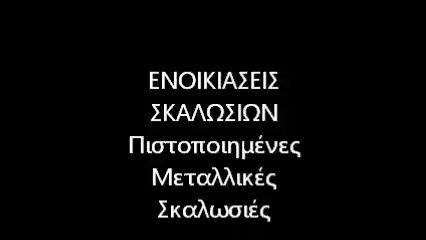 ΕΝΟΙΚΙΑΣΕΙΣ
ΣΚΑΛΩΣΙΩΝ
Πιστοποιημένες
Μεταλλικές
Σκαλωσιές